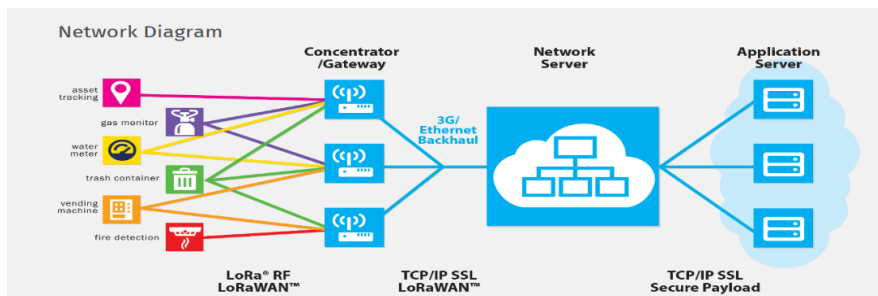 Network Diagram
Concentrator
/Gateway
Network
Server
Application
Server
asset
tracking
gas monitor
water
meter
trash container
vending
machine
fire detection
3G/
Ethernet
Backhaul
LoRa® RF
LoRaWAN™
TCP/IP SSL
LoRaWAN™
TCP/IP SSL
Secure Payload